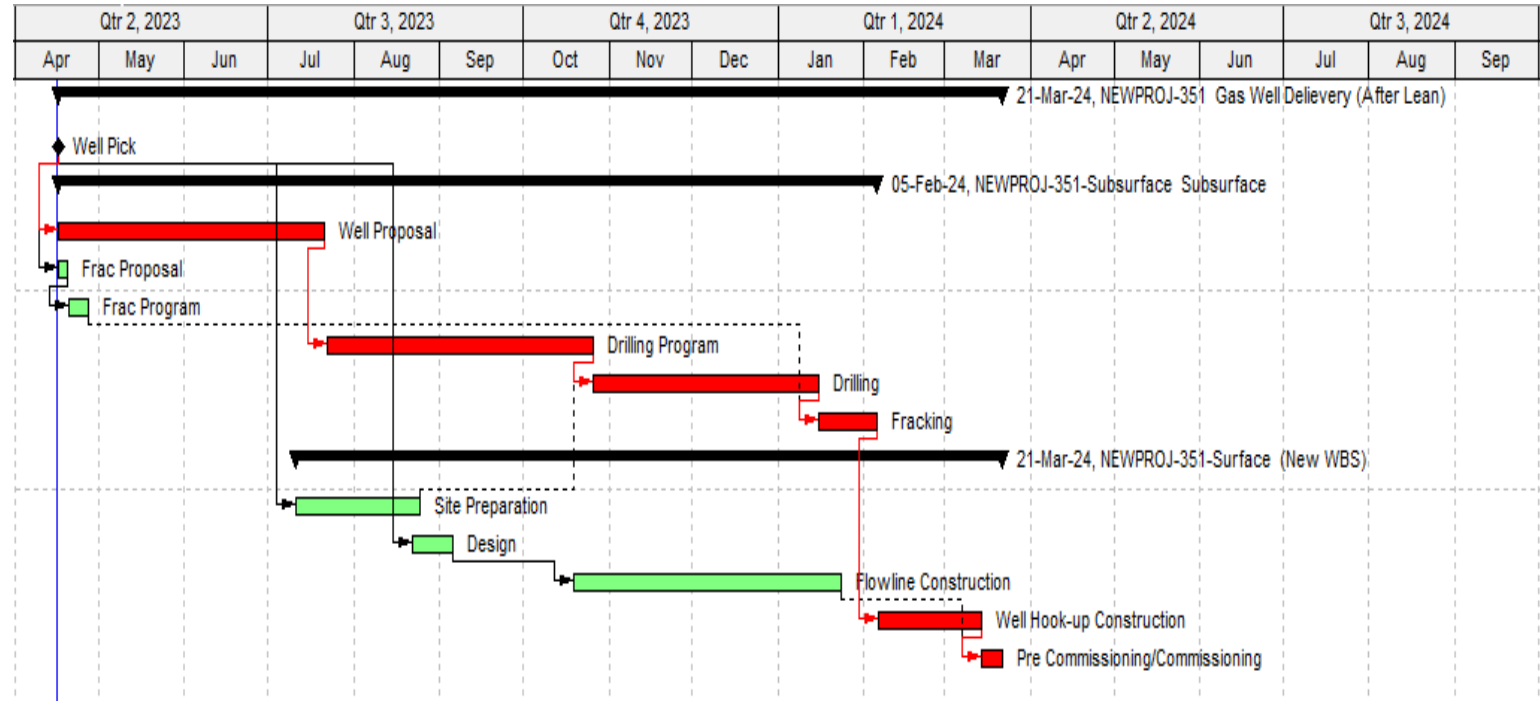 Qtr 2, 2023 Qtr 3, 2023 Qtr 4, 2023 Qtr 1, 2024 Qtr 2, 2024 Qtr 3, 2024
Apr May Jun Jul Aug Sep Oct Nov Dec Jan Feb Mar Apr May Jun Jul Aug Sep
21-Mar-24, NEWPROJ-351 Gas Well Delievery (After Lean)
Well Pick
05-Feb-24, NEWPROJ-351-Subsurface Subsurface
Well Proposal
Frac Proposal
Frac Program
Drilling Program
Drilling
Fracking
21-Mar-24, NEWPROJ-351-Surface (New WBS)
Site Preparation
Design
Flowline Construction
Well Hook-up Construction
Pre Commissioning/Commissioning